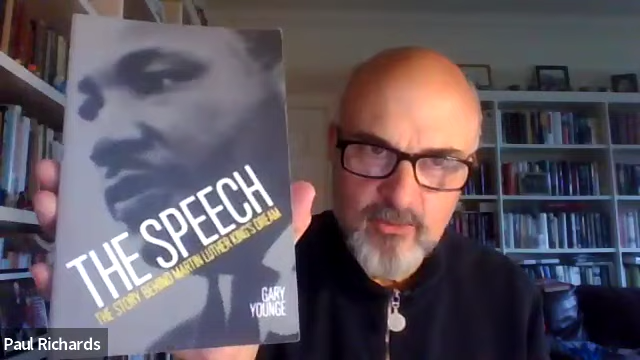 THE SPEECH
THE STORY BEHIND MARTIN LUTHER KING'S DREAM
GARY
YOUNGE
Paul Richards